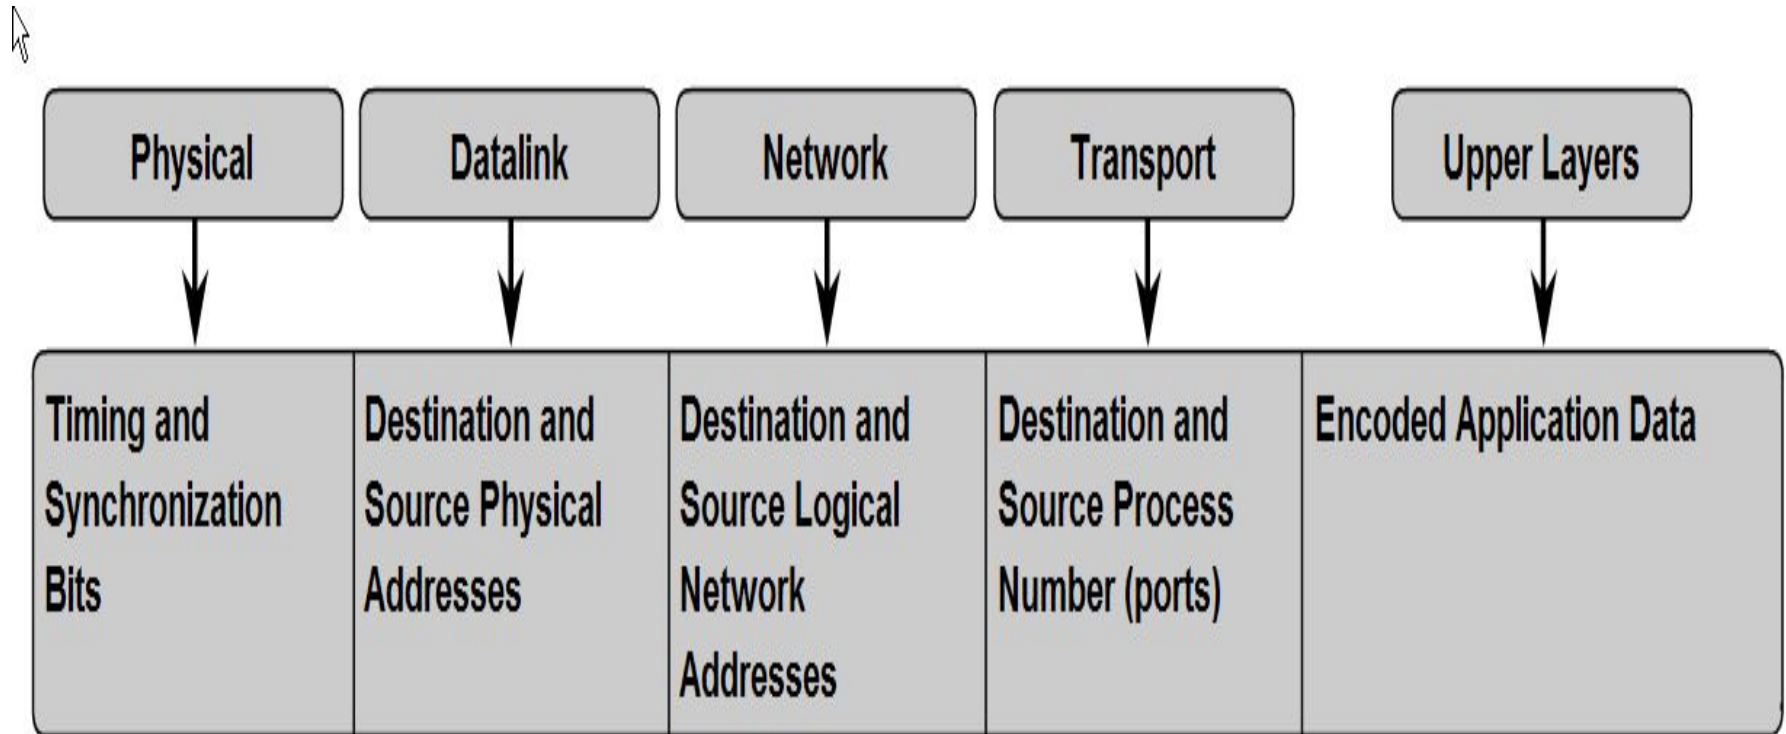 Physical
Datalink
Network
Transport
Upper Layers
Timing and
Synchronization
Bits
Destination and
Source Physical
Addresses
Destination and
Source Logical
Network
Addresses
Destination and
Source Process
Number (ports)
Encoded Application Data